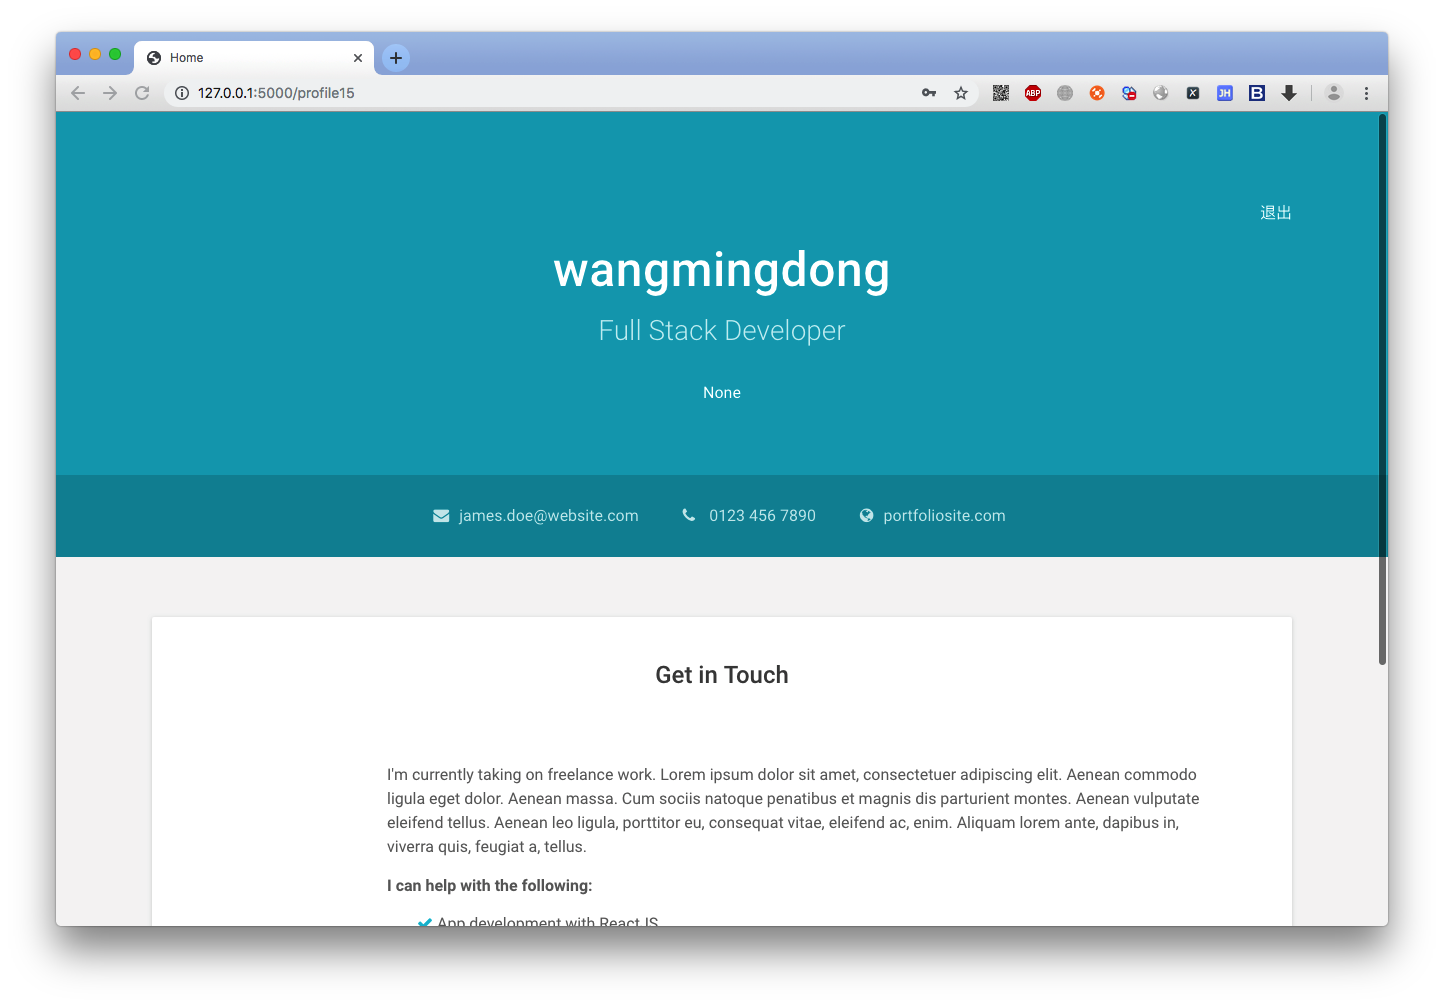 Home
127.0.0.1:5000/profile15
ABP
X
JH
B
退出
wangmingdong
Full Stack Developer
None
james.doe@website.com
0123 456 7890
portfoliosite.com
Get in Touch
I'm currently taking on freelance work. Lorem ipsum dolor sit amet, consectetuer adipiscing elit. Aenean commodo
ligula eget dolor. Aenean massa. Cum sociis natoque penatibus et magnis dis parturient montes. Aenean vulputate
eleifend tellus. Aenean leo ligula, porttitor eu, consequat vitae, eleifend ac, enim. Aliquam lorem ante, dapibus in,
viverra quis, feugiat a, tellus.
I can help with the following:
App development with React JS